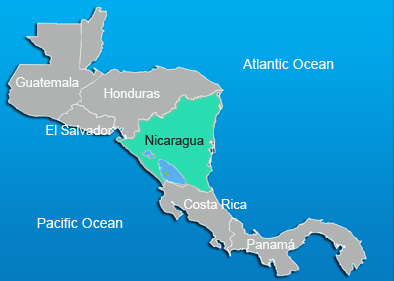 Atlantic Ocean
Guatemala
Honduras
El Salvador
Nicaragua
Costa Rica
Pacific Ocean
Panamá